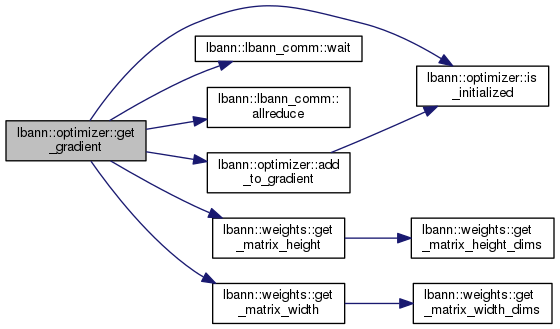 lbann::optimizer::get
_gradient
lbann::lbann_comm::wait
lbann::lbann_comm::
allreduce
lbann::optimizer::add
_to_gradient
lbann::optimizer::is
_initialized
lbann::weights::get
_matrix_height
lbann::weights::get
_matrix_height_dims
lbann::weights::get
_matrix_width
lbann::weights::get
_matrix_width_dims